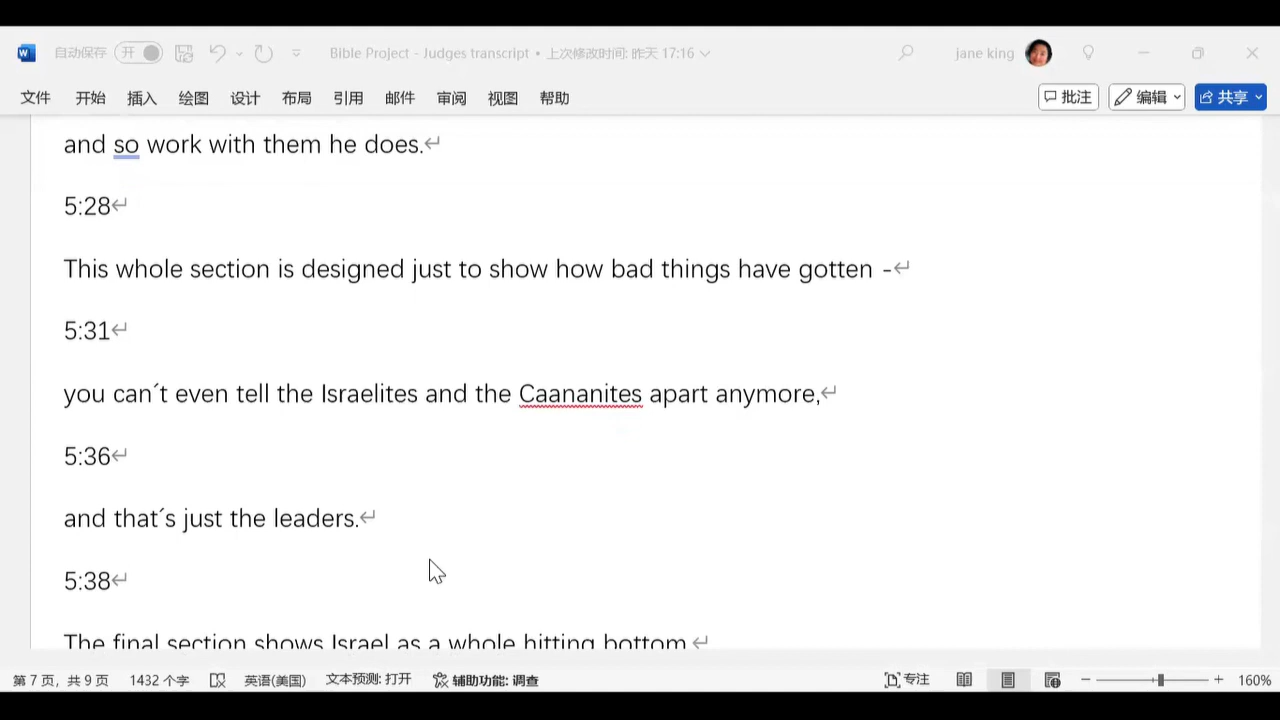 自动保存 开 Bible Project - Judges transcript • 上次修改时间: 昨天 17:16 jane king
文件 开始 插入 绘图 设计 布局 引用 邮件 审阅 视图 帮助 批注 编辑 共享
and so work with them he does.
5:28
This whole section is designed just to show how bad things have gotten -
5:31
you can´t even tell the Israelites and the Caananites apart anymore,
5:36
and that´s just the leaders.
5:38
The final section shows Israel as a whole hitting bottom.
第 7 页，共 9 页 1432 个字 英语(美国) 文本预测: 打开 辅助功能: 调查 专注 160%